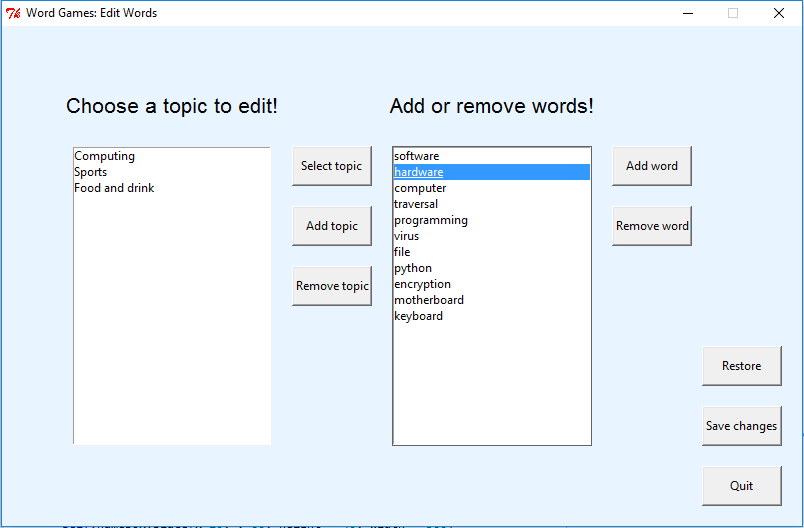 Word Games: Edit Words
Choose a topic to edit!
Add or remove words!
Computing
Sports
Food and drink
Select topic
Add topic
Remove topic
software
hardware
computer
traversal
programming
virus
file
python
encryption
motherboard
keyboard
Add word
Remove word
Restore
Save changes
Quit